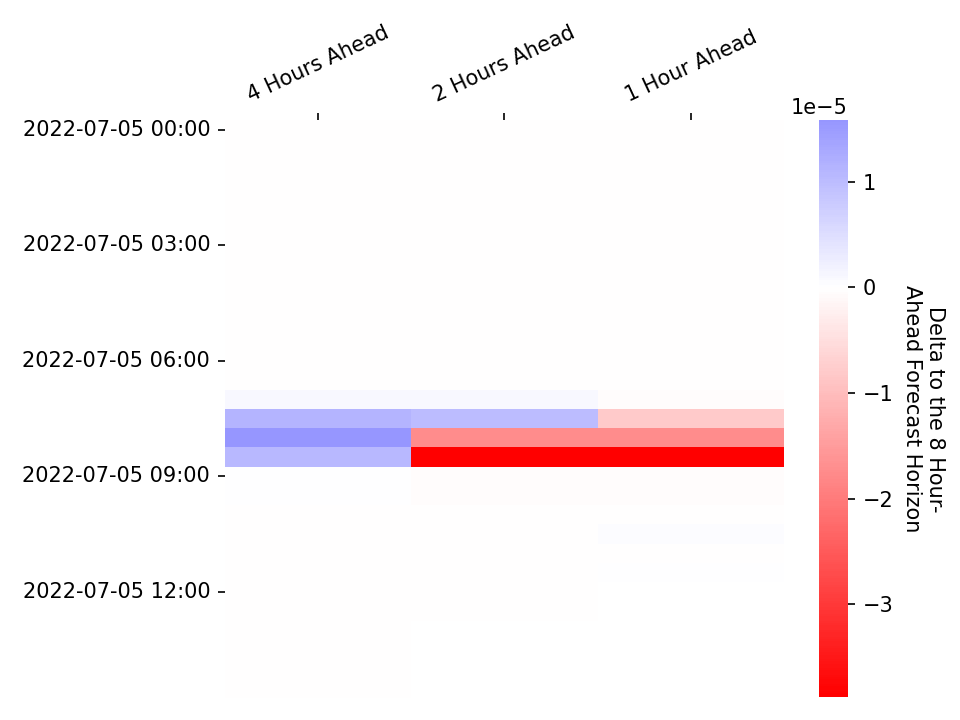 4 Hours Ahead
2 Hours Ahead
1 Hour Ahead
1e−5
2022-07-05 00:00
2022-07-05 03:00
2022-07-05 06:00
2022-07-05 09:00
2022-07-05 12:00
1
0
−1
−2
−3
Delta to the 8 Hour-
Ahead Forecast Horizon